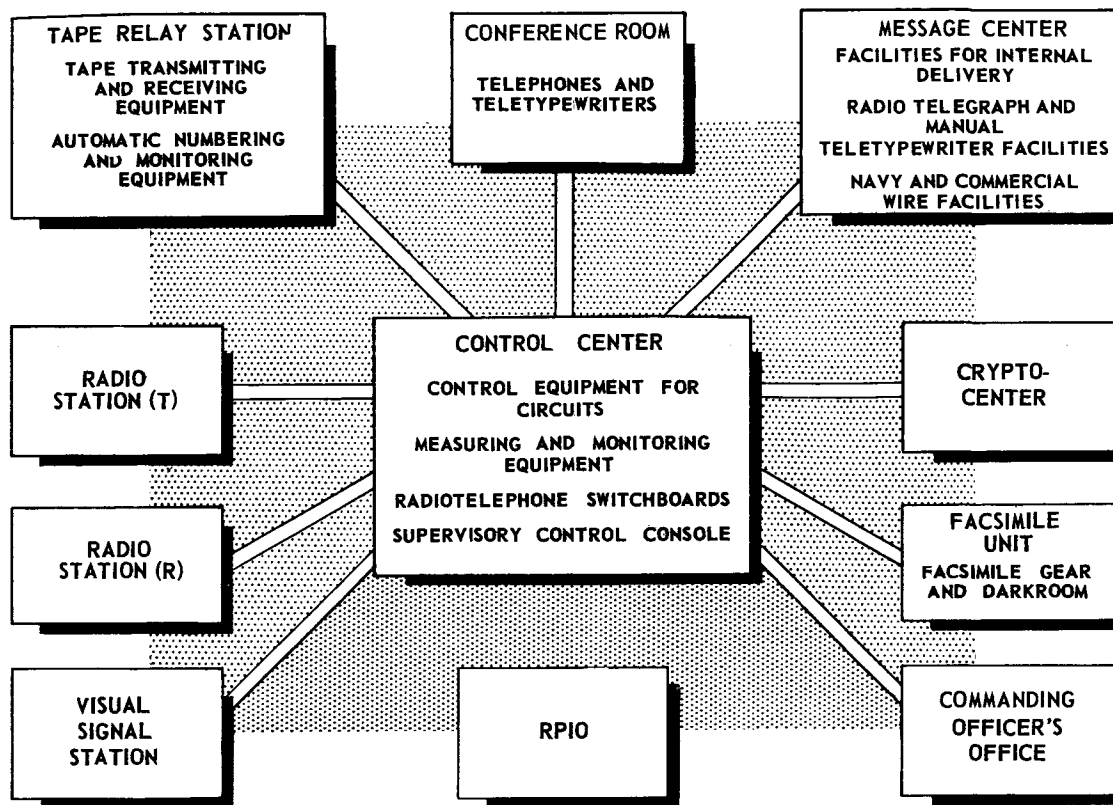 TAPE RELAY STATION
TAPE TRANSMITTING
AND RECEIVING
EQUIPMENT
AUTOMATIC NUMBERING
AND MONITORING
EQUIPMENT
CONFERENCE ROOM
TELEPHONES AND
TELETYPEWRITERS
MESSAGE CENTER
FACILITIES FOR INTERNAL
DELIVERY
RADIO TELEGRAPH AND
MANUAL
TELETYPEWRITER FACILITIES
NAVY AND COMMERCIAL
WIRE FACILITIES
RADIO
STATION (T)
CONTROL CENTER
CONTROL EQUIPMENT FOR
CIRCUITS
MEASURING AND MONITORING
EQUIPMENT
RADIOTELEPHONE SWITCHBOARDS
SUPERVISORY CONTROL CONSOLE
CRYPTO-
CENTER
RADIO
STATION (R)
FACSIMILE
UNIT
FACSIMILE GEAR
AND DARKROOM
VISUAL
SIGNAL
STATION
RPIO
COMMANDING
OFFICER'S
OFFICE